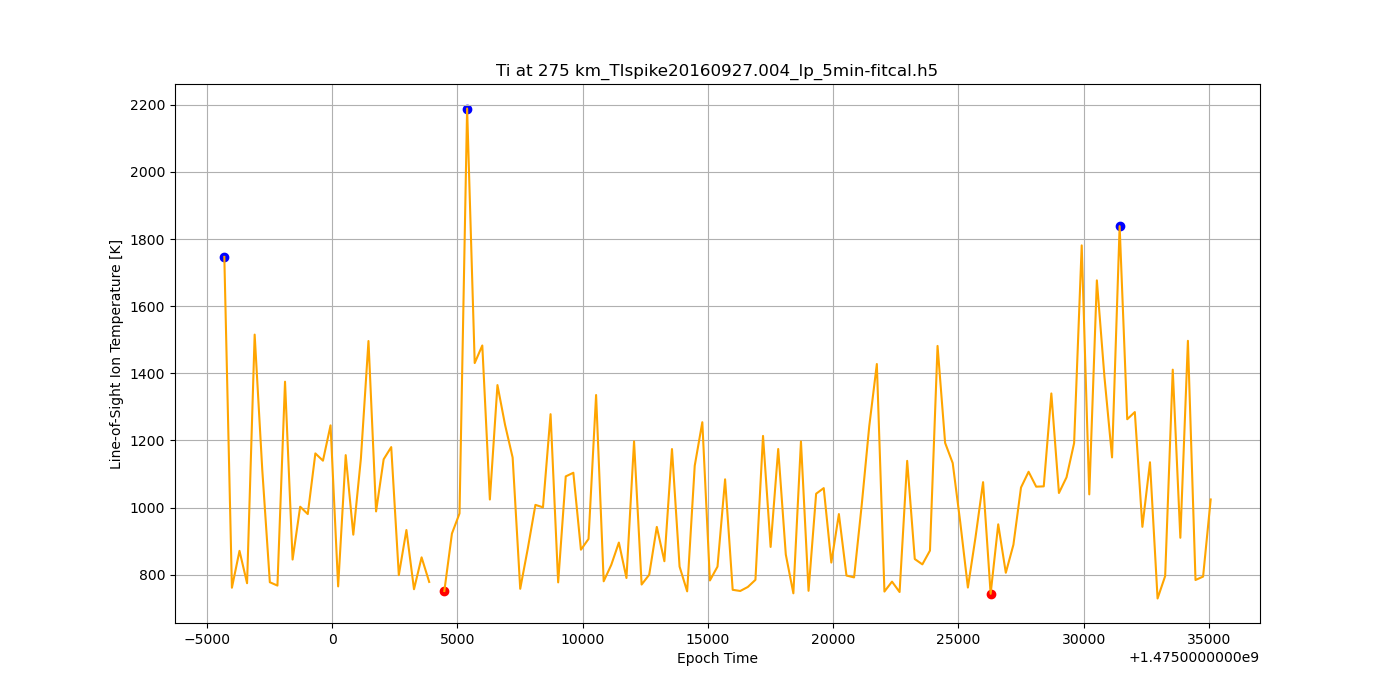 Ti at 275 km_TIspike20160927.004_lp_5min-fitcal.h5
Line-of-Sight Ion Temperature [K]
2200
2000
1800
1600
1400
1200
1000
800
−5000 0 5000 10000 15000 20000 25000 30000 35000
Epoch Time
+1.4750000000e9